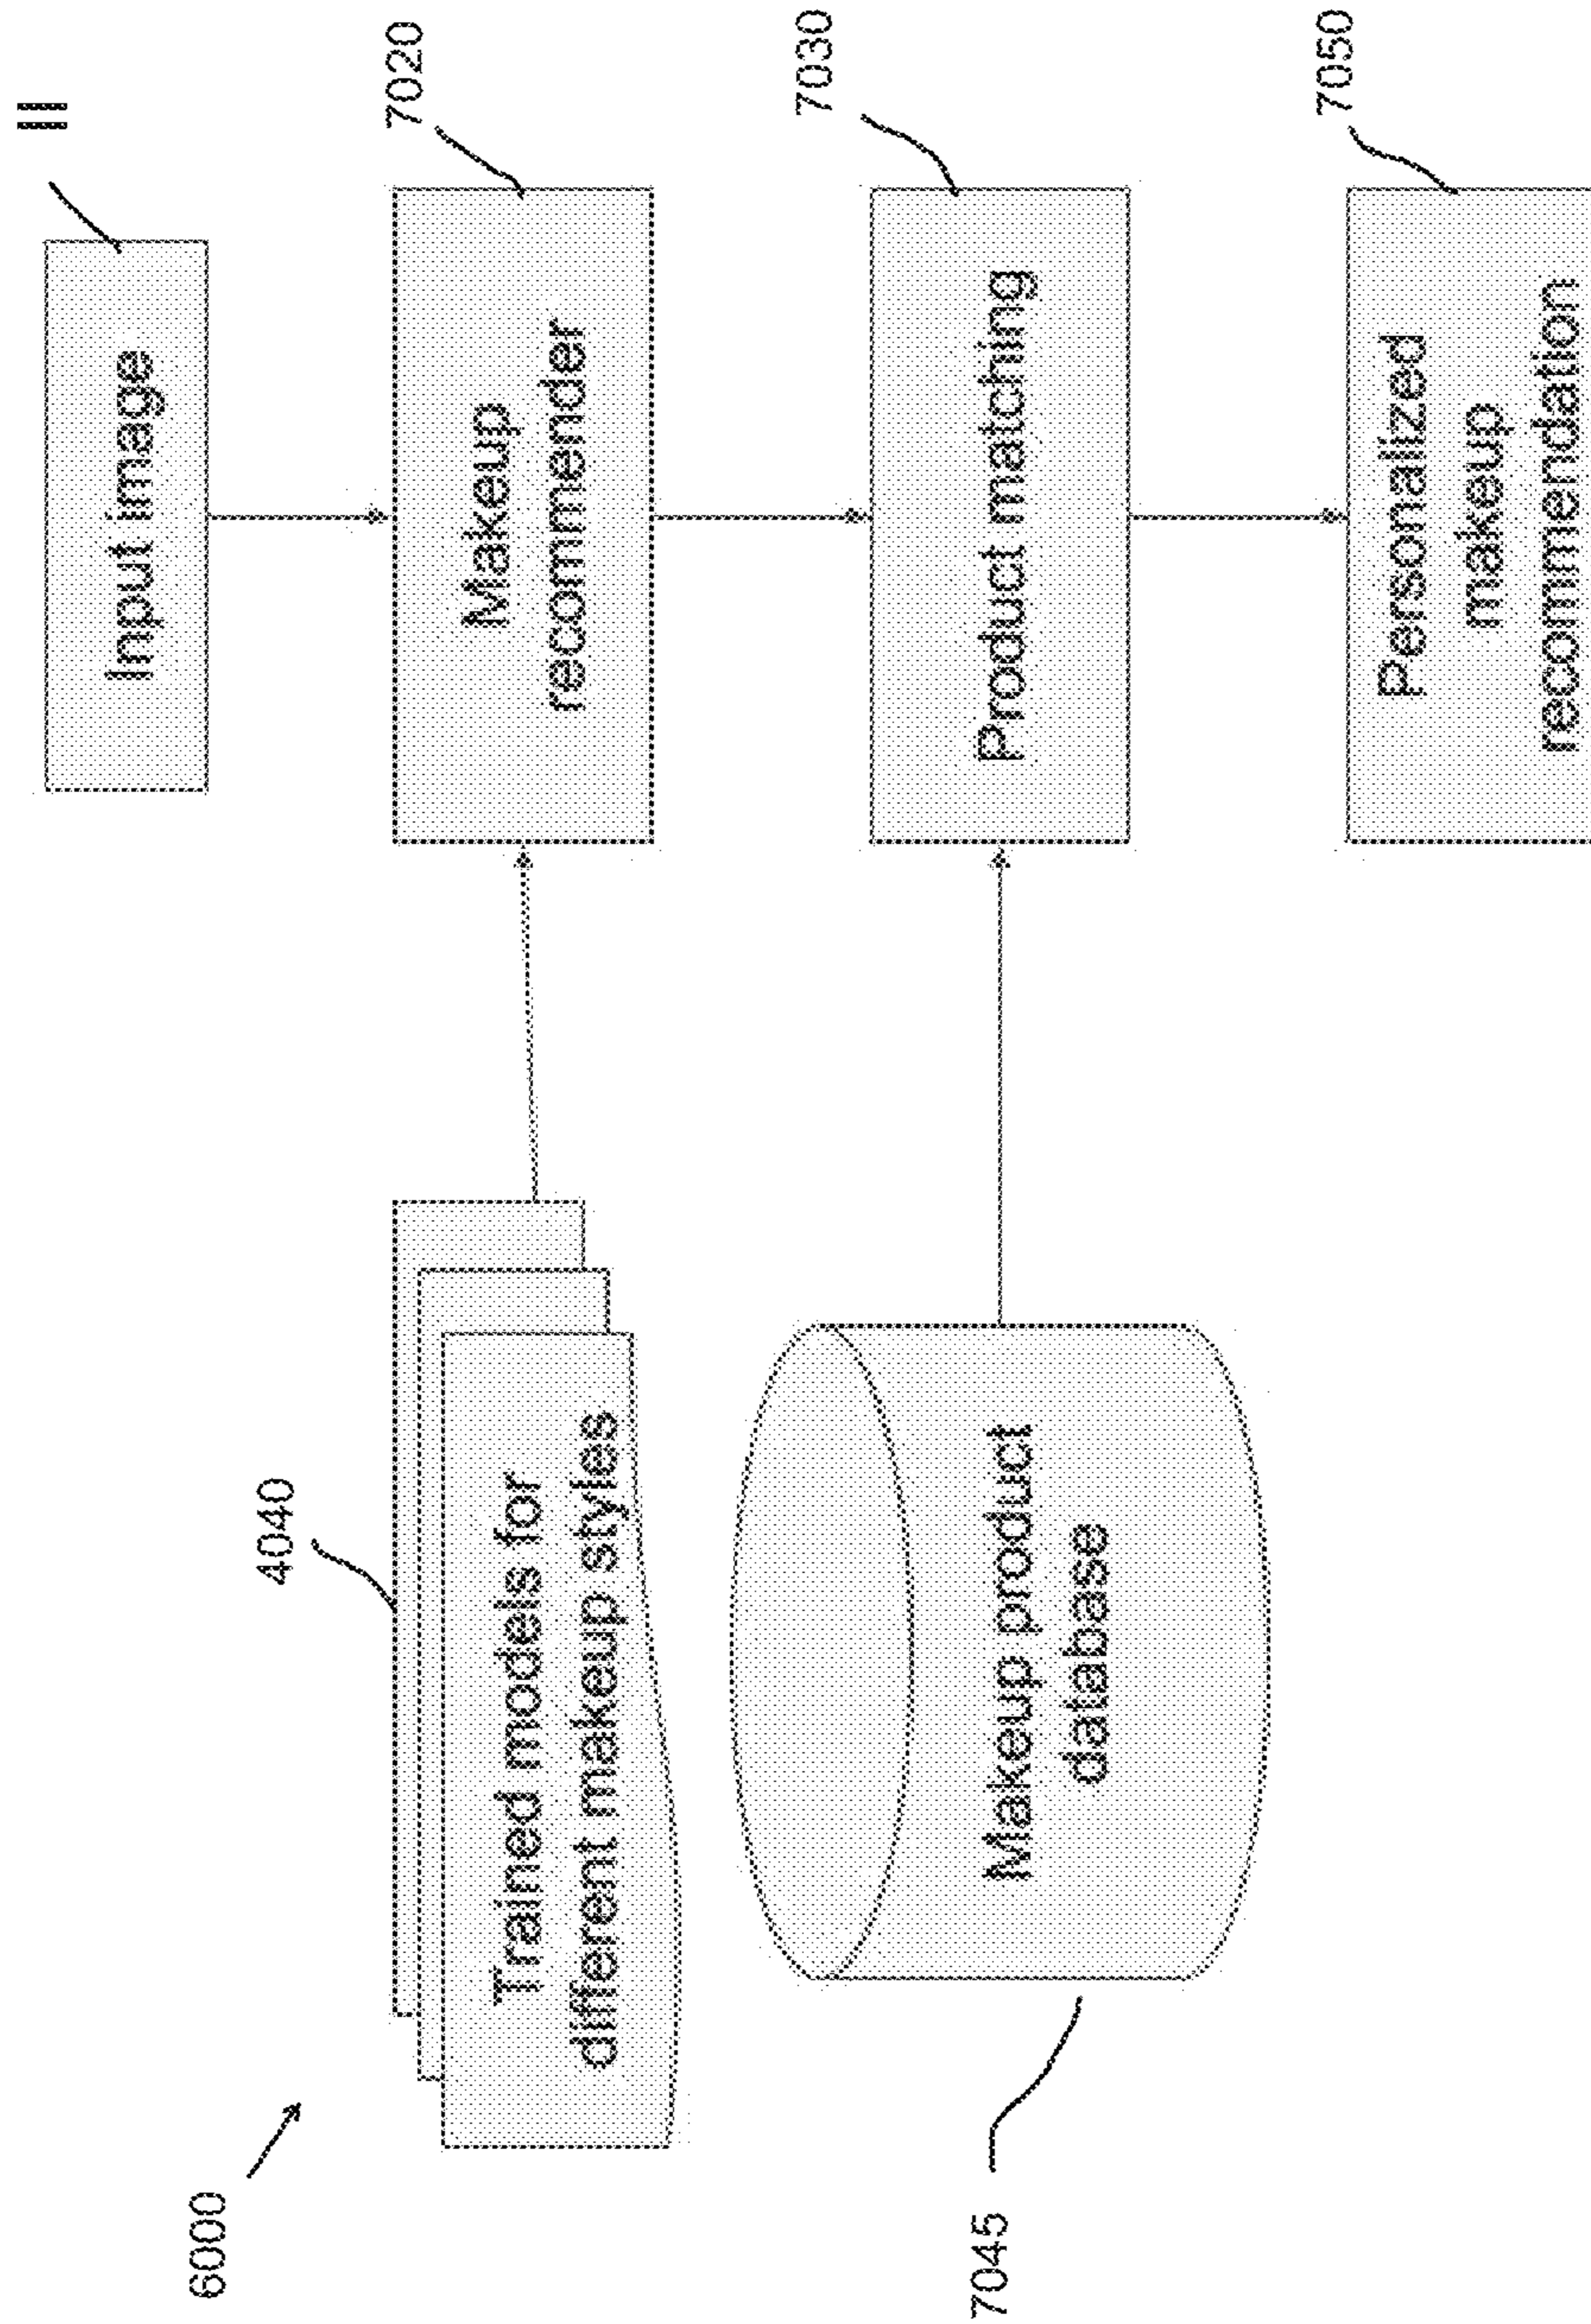 6000
4040
Trained models for
different makeup styles
7045
Makeup product
database
II
Input image
7020
Makeup
recommender
7030
Product matching
7050
Personalized
makeup
recommendation